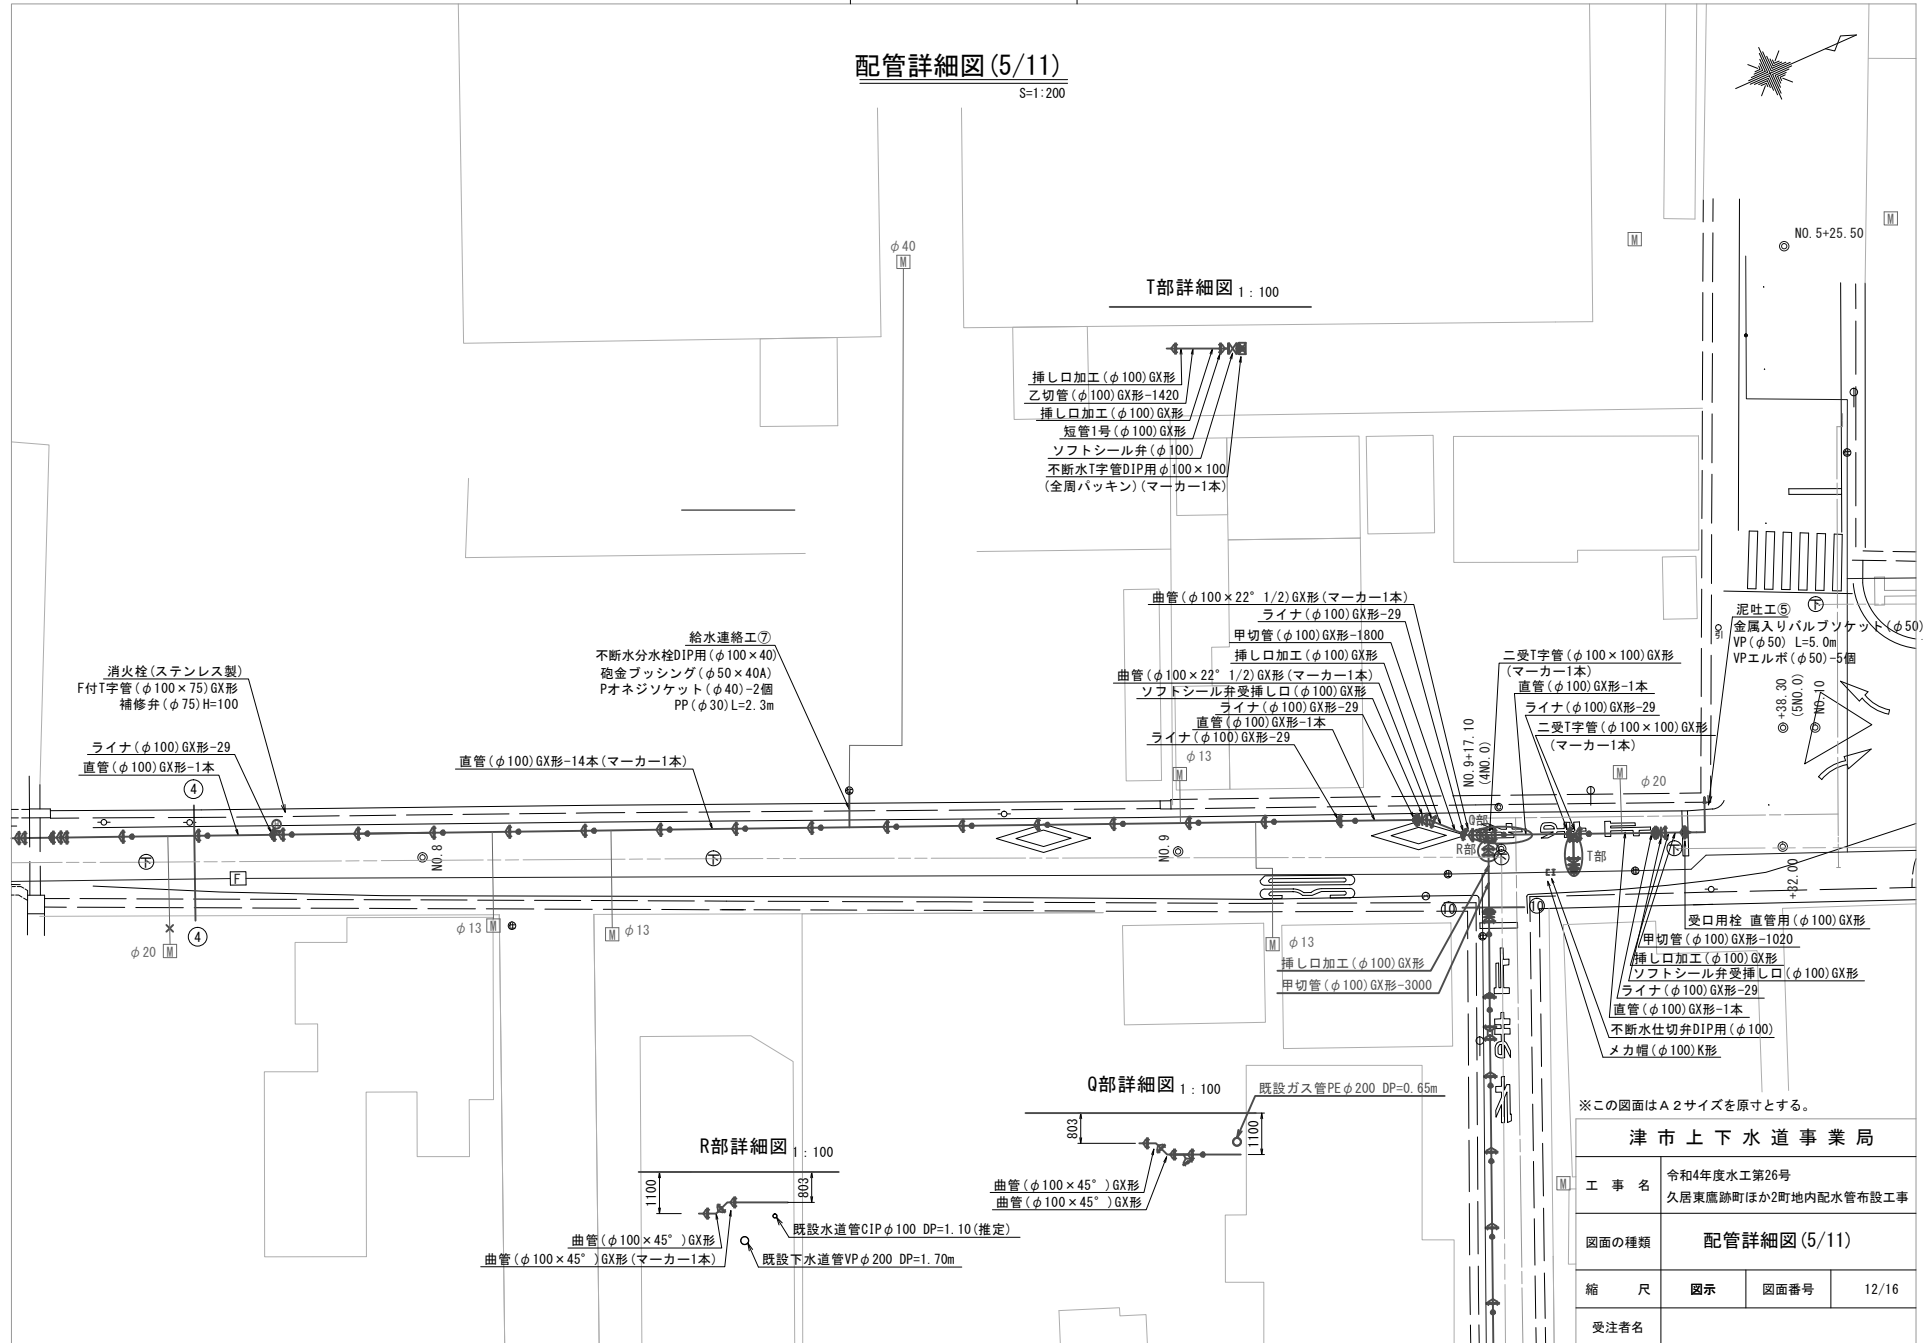 配管詳細図(5/11)
S=1:200
NO.5+25.50
M
M
φ40
M
T部詳細図 1：100
挿し口加工(φ100)GX形
乙切管(φ100)GX形-1420
挿し口加工(φ100)GX形
短管1号(φ100)GX形
ソフトシール弁(φ100)
不断水T字管DIP用φ100×100
(全周パッキン)(マーカー1本)
消火栓(ステンレス製)
F付T字管(φ100×75)GX形
補修弁(φ75)H=100
ライナ(φ100)GX形-29
直管(φ100)GX形-1本
給水連絡工⑦
不断水分水栓DIP用(φ100×40)
砲金ブッシング(φ50×40A)
Pオネジソケット(φ40)-2個
PP(φ30)L=2.3m
直管(φ100)GX形-14本(マーカー1本)
曲管(φ100×22°1/2)GX形(マーカー1本)
ライナ(φ100)GX形-29
甲切管(φ100)GX形-1800
挿し口加工(φ100)GX形
曲管(φ100×22°1/2)GX形(マーカー1本)
ソフトシール弁受挿し口(φ100)GX形
ライナ(φ100)GX形-29
直管(φ100)GX形-1本
ライナ(φ100)GX形-29
二受T字管(φ100×100)GX形
(マーカー1本)
直管(φ100)GX形-1本
ライナ(φ100)GX形-29
二受T字管(φ100×100)GX形
(マーカー1本)
泥吐工⑤
金属入りバルブソケット(φ50)
VP(φ50) L=5.0m
VPエルボ(φ50)-5個
+38.30
(5NO.0)
NO.10
NO.9+17.10
(4NO.0)
φ13
M
M
φ20
④
下
NO.8
下
NO.9
Q部
R部
下
T部
下
下
+32.00
F
④
φ20 M
φ13 M
M φ13
M φ13
⑩
⑩
止まれ
挿し口加工(φ100)GX形
甲切管(φ100)GX形-3000
受口用栓 直管用(φ100)GX形
甲切管(φ100)GX形-1020
挿し口加工(φ100)GX形
ソフトシール弁受挿し口(φ100)GX形
ライナ(φ100)GX形-29
直管(φ100)GX形-1本
不断水仕切弁DIP用(φ100)
メカ帽(φ100)K形
Q部詳細図 1：100
既設ガス管PEφ200 DP=0.65m
803
1100
曲管(φ100×45°)GX形
曲管(φ100×45°)GX形
R部詳細図 1：100
1100
803
既設水道管CIPφ100 DP=1.10(推定)
曲管(φ100×45°)GX形
曲管(φ100×45°)GX形(マーカー1本)
既設下水道管VPφ200 DP=1.70m
M
※この図面はA2サイズを原寸とする。
津市上下水道事業局
工事名
令和4年度水工第26号
久居東鷹跡町ほか2町地内配水管布設工事
図面の種類
配管詳細図(5/11)
縮尺
図示
図面番号
12/16
受注者名